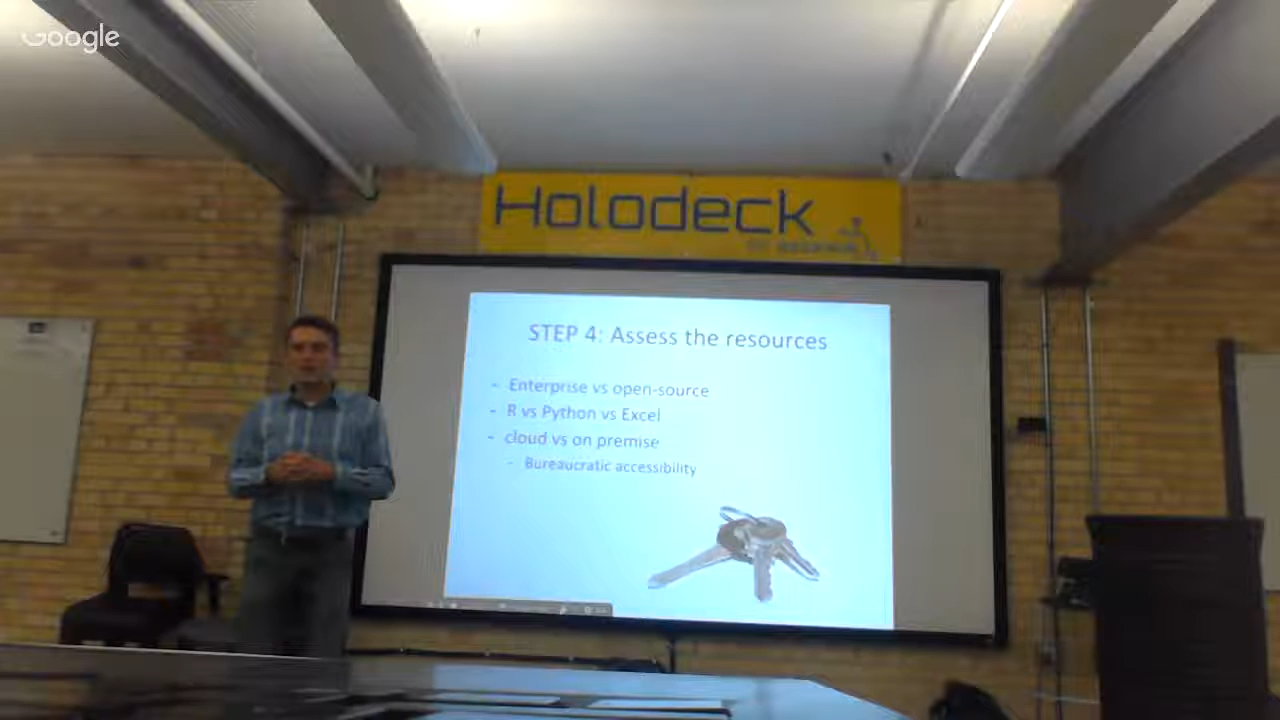 Google
Holodeck
STEP 4: Assess the resources
- Enterprise vs open-source
- R vs Python vs Excel
- cloud vs on premise
- Bureaucratic accessibility